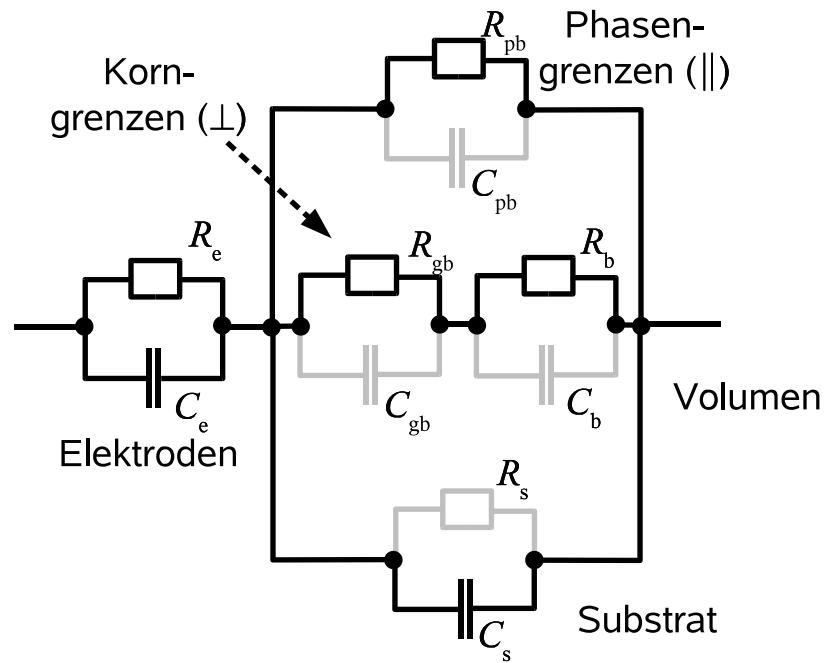 R_pb
Phasen-
grenzen (||)
Korn-
grenzen (⊥)
C_pb
R_e
R_gb
R_b
C_e
C_gb
C_b
Volumen
Elektroden
R_s
C_s
Substrat